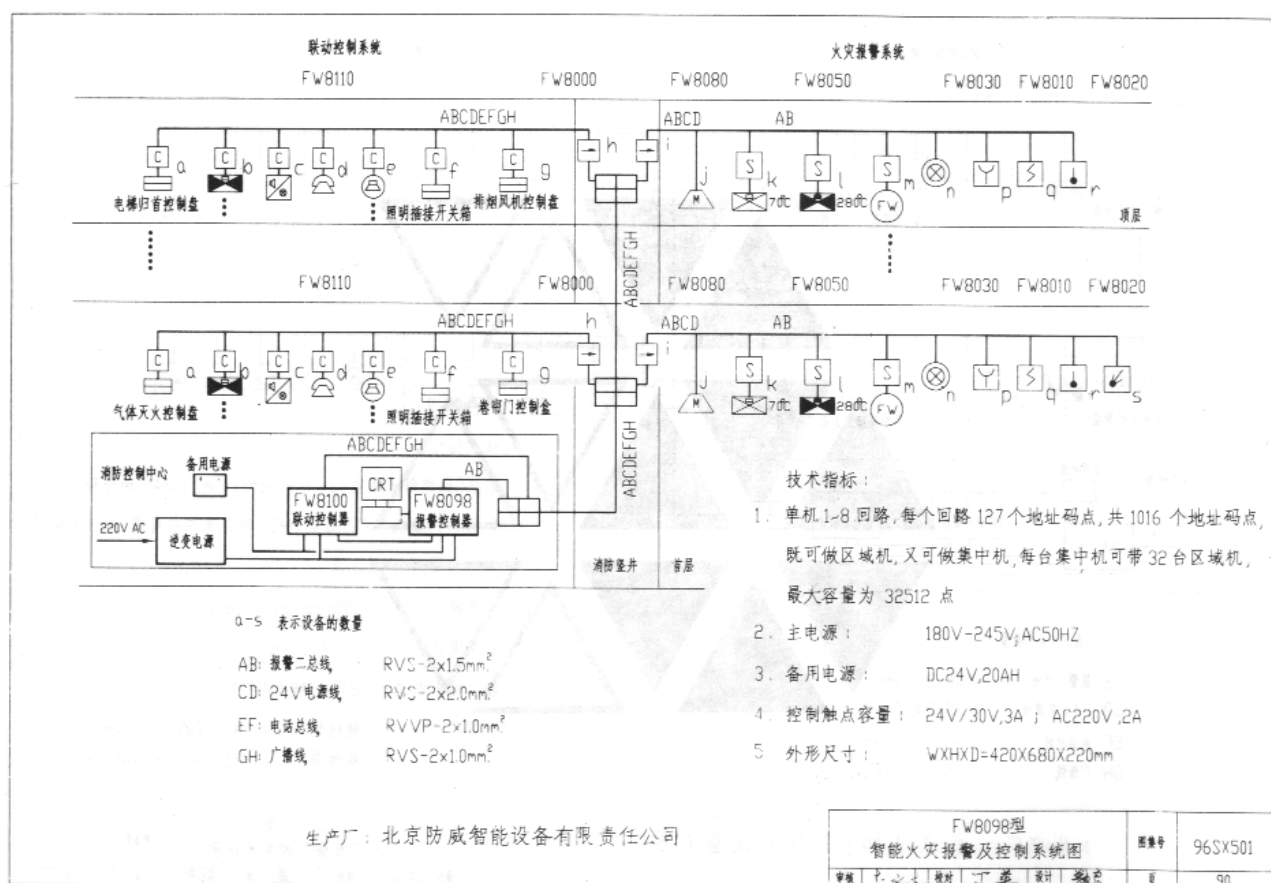 联动控制系统 火灾报警系统
FW8110 FW8000 FW8080 FW8050 FW8030 FW8010 FW8020
ABCDEFGH ABCD AB
h i
C C C C C C C S S S
a b c d e f g j k l m n p q r
M 70℃ 280℃ FW
电梯归首控制盘 照明插接开关箱 排烟风机控制盘 顶层
ABCDEFGH
FW8110 FW8000 FW8080 FW8050 FW8030 FW8010 FW8020
ABCDEFGH h ABCD AB
i
C C C C C C C S S S
a b c d e f g j k l m n p q r s
M 70℃ 280℃ FW
气体灭火控制盘 照明插接开关箱 卷帘门控制盒
ABCDEFGH
ABCDEFGH
消防控制中心 备用电源 AB
CRT
FW8100 FW8098
联动控制器 报警控制器
220V AC 逆变电源
消防竖井 首层
a-s 表示设备的数量
AB: 报警二总线, RVS-2x1.5mm²
CD: 24V电源线, RVS-2x2.0mm²
EF: 电话总线, RVVP-2x1.0mm²
GH: 广播线, RVS-2x1.0mm²
技术指标：
1. 单机1-8回路,每个回路127个地址码点,共1016个地址码点,
既可做区域机,又可做集中机,每台集中机可带32台区域机,
最大容量为 32512 点
2. 主电源： 180V-245V;AC50HZ
3. 备用电源： DC24V,20AH
4. 控制触点容量： 24V/30V,3A ; AC220V,2A
5. 外形尺寸： WXHXD=420X680X220mm
生产厂：北京防威智能设备有限责任公司
FW8098型
智能火灾报警及控制系统图
图集号 96SX501
审核 校对 设计 页 90